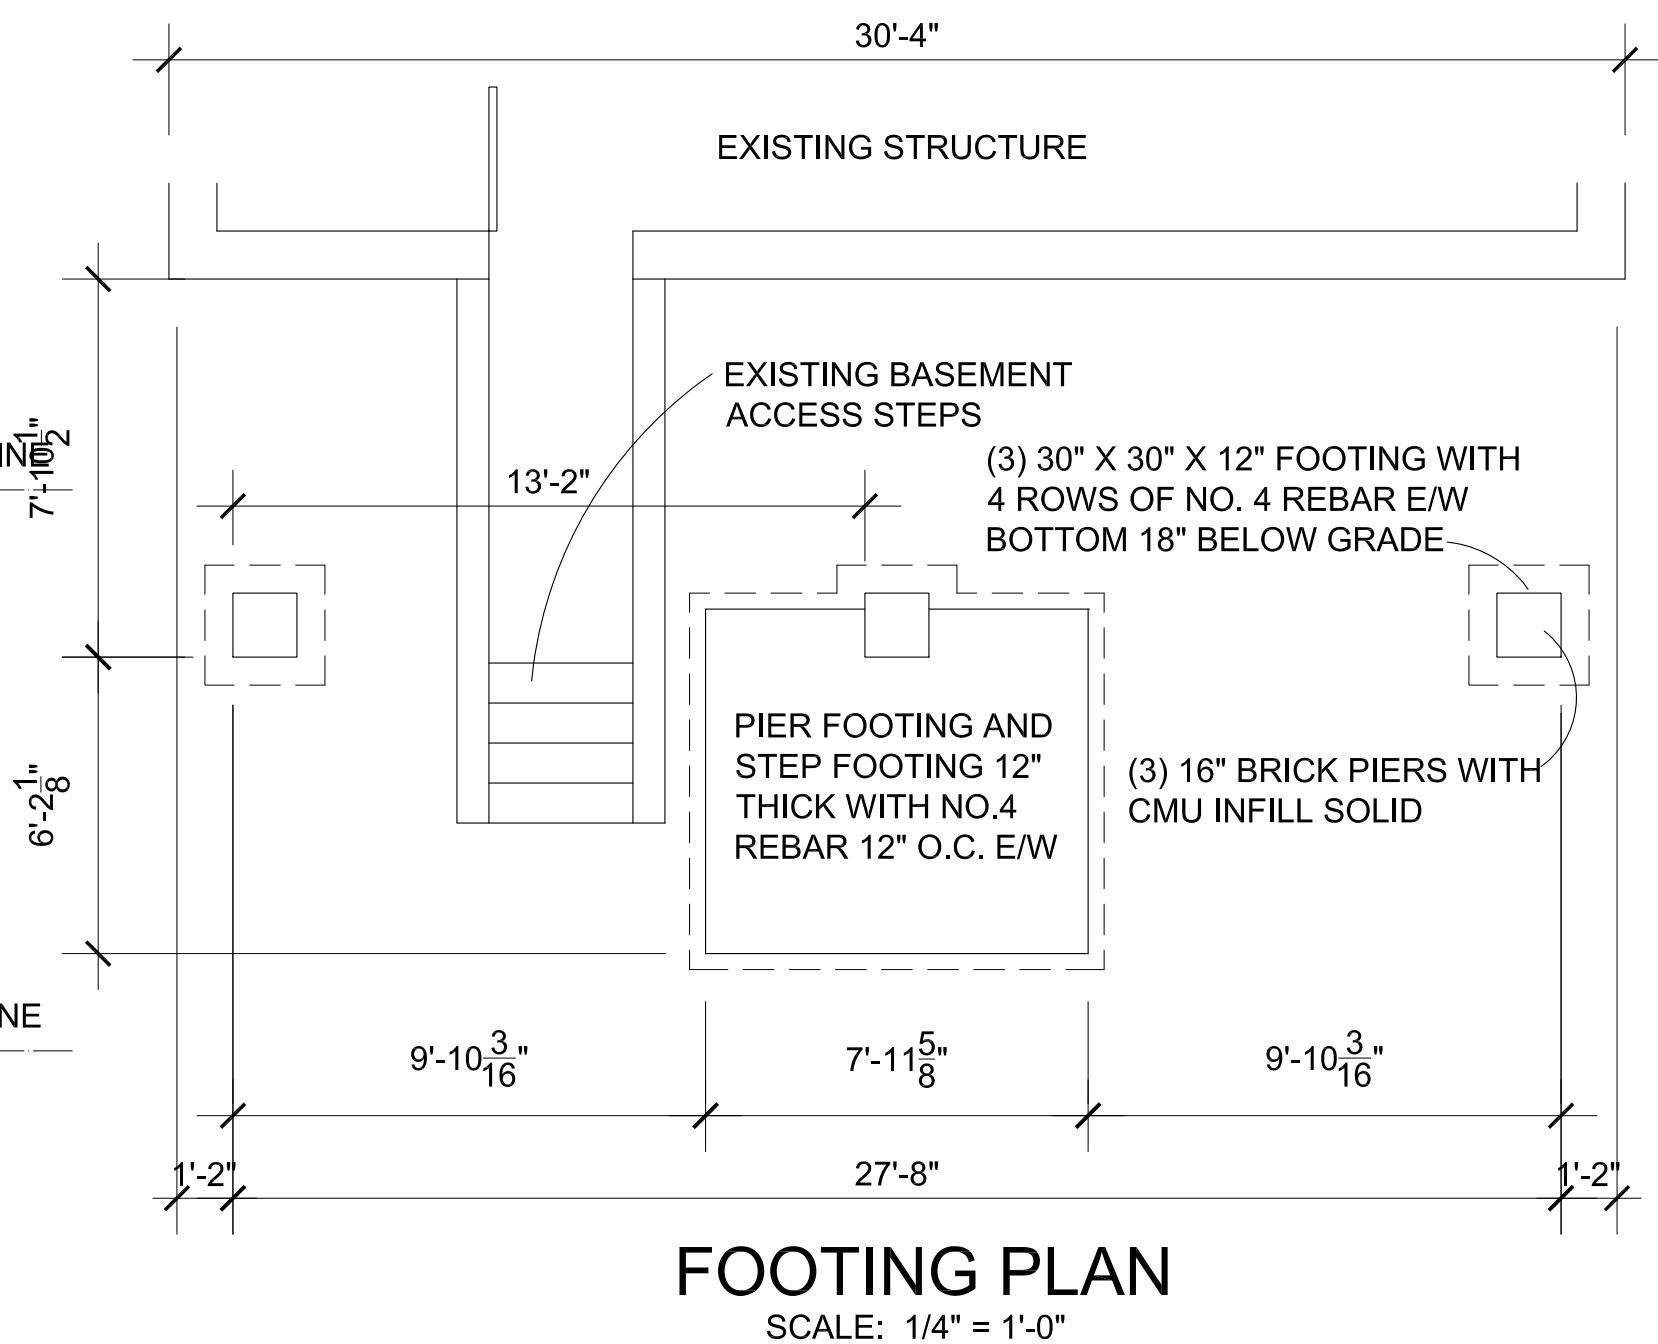 30'-4"
EXISTING STRUCTURE
EXISTING BASEMENT
ACCESS STEPS
13'-2"
(3) 30" X 30" X 12" FOOTING WITH
4 ROWS OF NO. 4 REBAR E/W
BOTTOM 18" BELOW GRADE
7'-10 1/2"
PIER FOOTING AND
STEP FOOTING 12"
THICK WITH NO.4
REBAR 12" O.C. E/W
(3) 16" BRICK PIERS WITH
CMU INFILL SOLID
6'-2 1/8"
NE
9'-10 3/16"
7'-11 5/8"
9'-10 3/16"
1'-2"
27'-8"
1'-2"
FOOTING PLAN
SCALE: 1/4" = 1'-0"